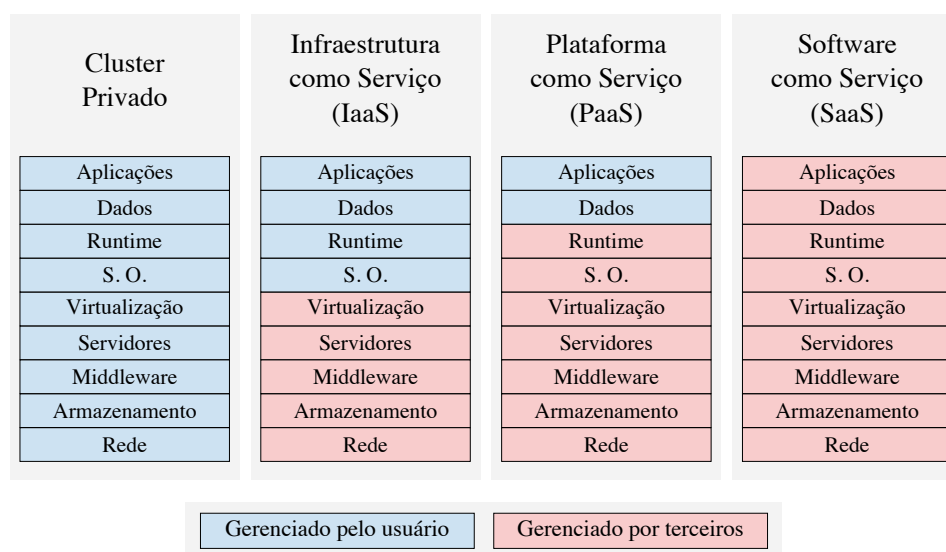 Cluster
Privado
Aplicações
Dados
Runtime
S. O.
Virtualização
Servidores
Middleware
Armazenamento
Rede
Infraestrutura
como Serviço
(IaaS)
Aplicações
Dados
Runtime
S. O.
Virtualização
Servidores
Middleware
Armazenamento
Rede
Plataforma
como Serviço
(PaaS)
Aplicações
Dados
Runtime
S. O.
Virtualização
Servidores
Middleware
Armazenamento
Rede
Software
como Serviço
(SaaS)
Aplicações
Dados
Runtime
S. O.
Virtualização
Servidores
Middleware
Armazenamento
Rede
Gerenciado pelo usuário
Gerenciado por terceiros